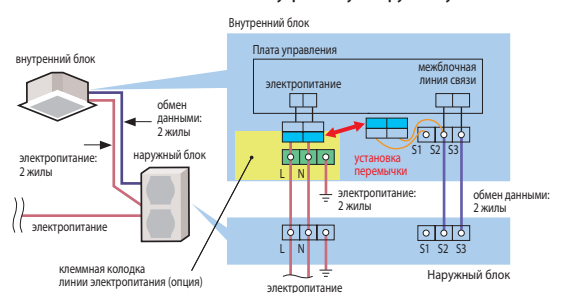 Внутренний блок
Плата управления
внутренний блок
межблочная
линия связи
электропитание
обмен
данными:
2 жилы
электропитание:
2 жилы
наружный блок
S1 S2 S3
L N
установка
перемычки
электропитание:
2 жилы
обмен данными:
2 жилы
электропитание
L N
S1 S2 S3
клеммная колодка
линии электропитания (опция)
Наружный блок
электропитание